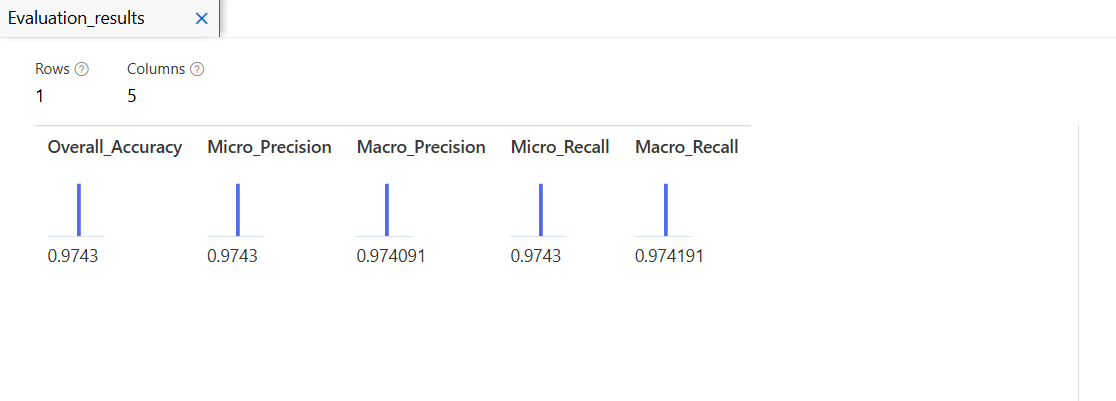 Evaluation_results
Rows Columns
1 5
Overall_Accuracy Micro_Precision Macro_Precision Micro_Recall Macro_Recall
0.9743 0.9743 0.974091 0.9743 0.974191